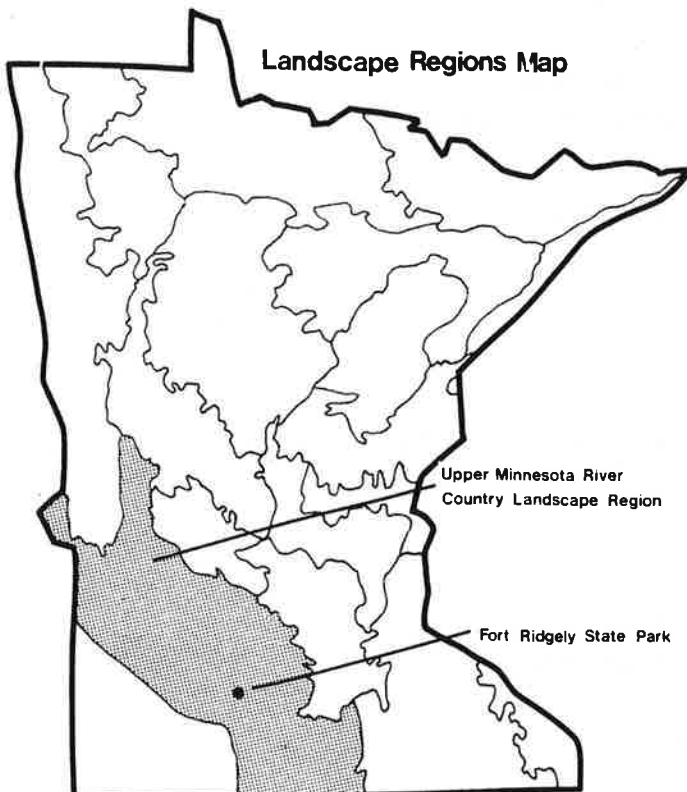 Landscape Regions Map
Upper Minnesota River
Country Landscape Region
Fort Ridgely State Park